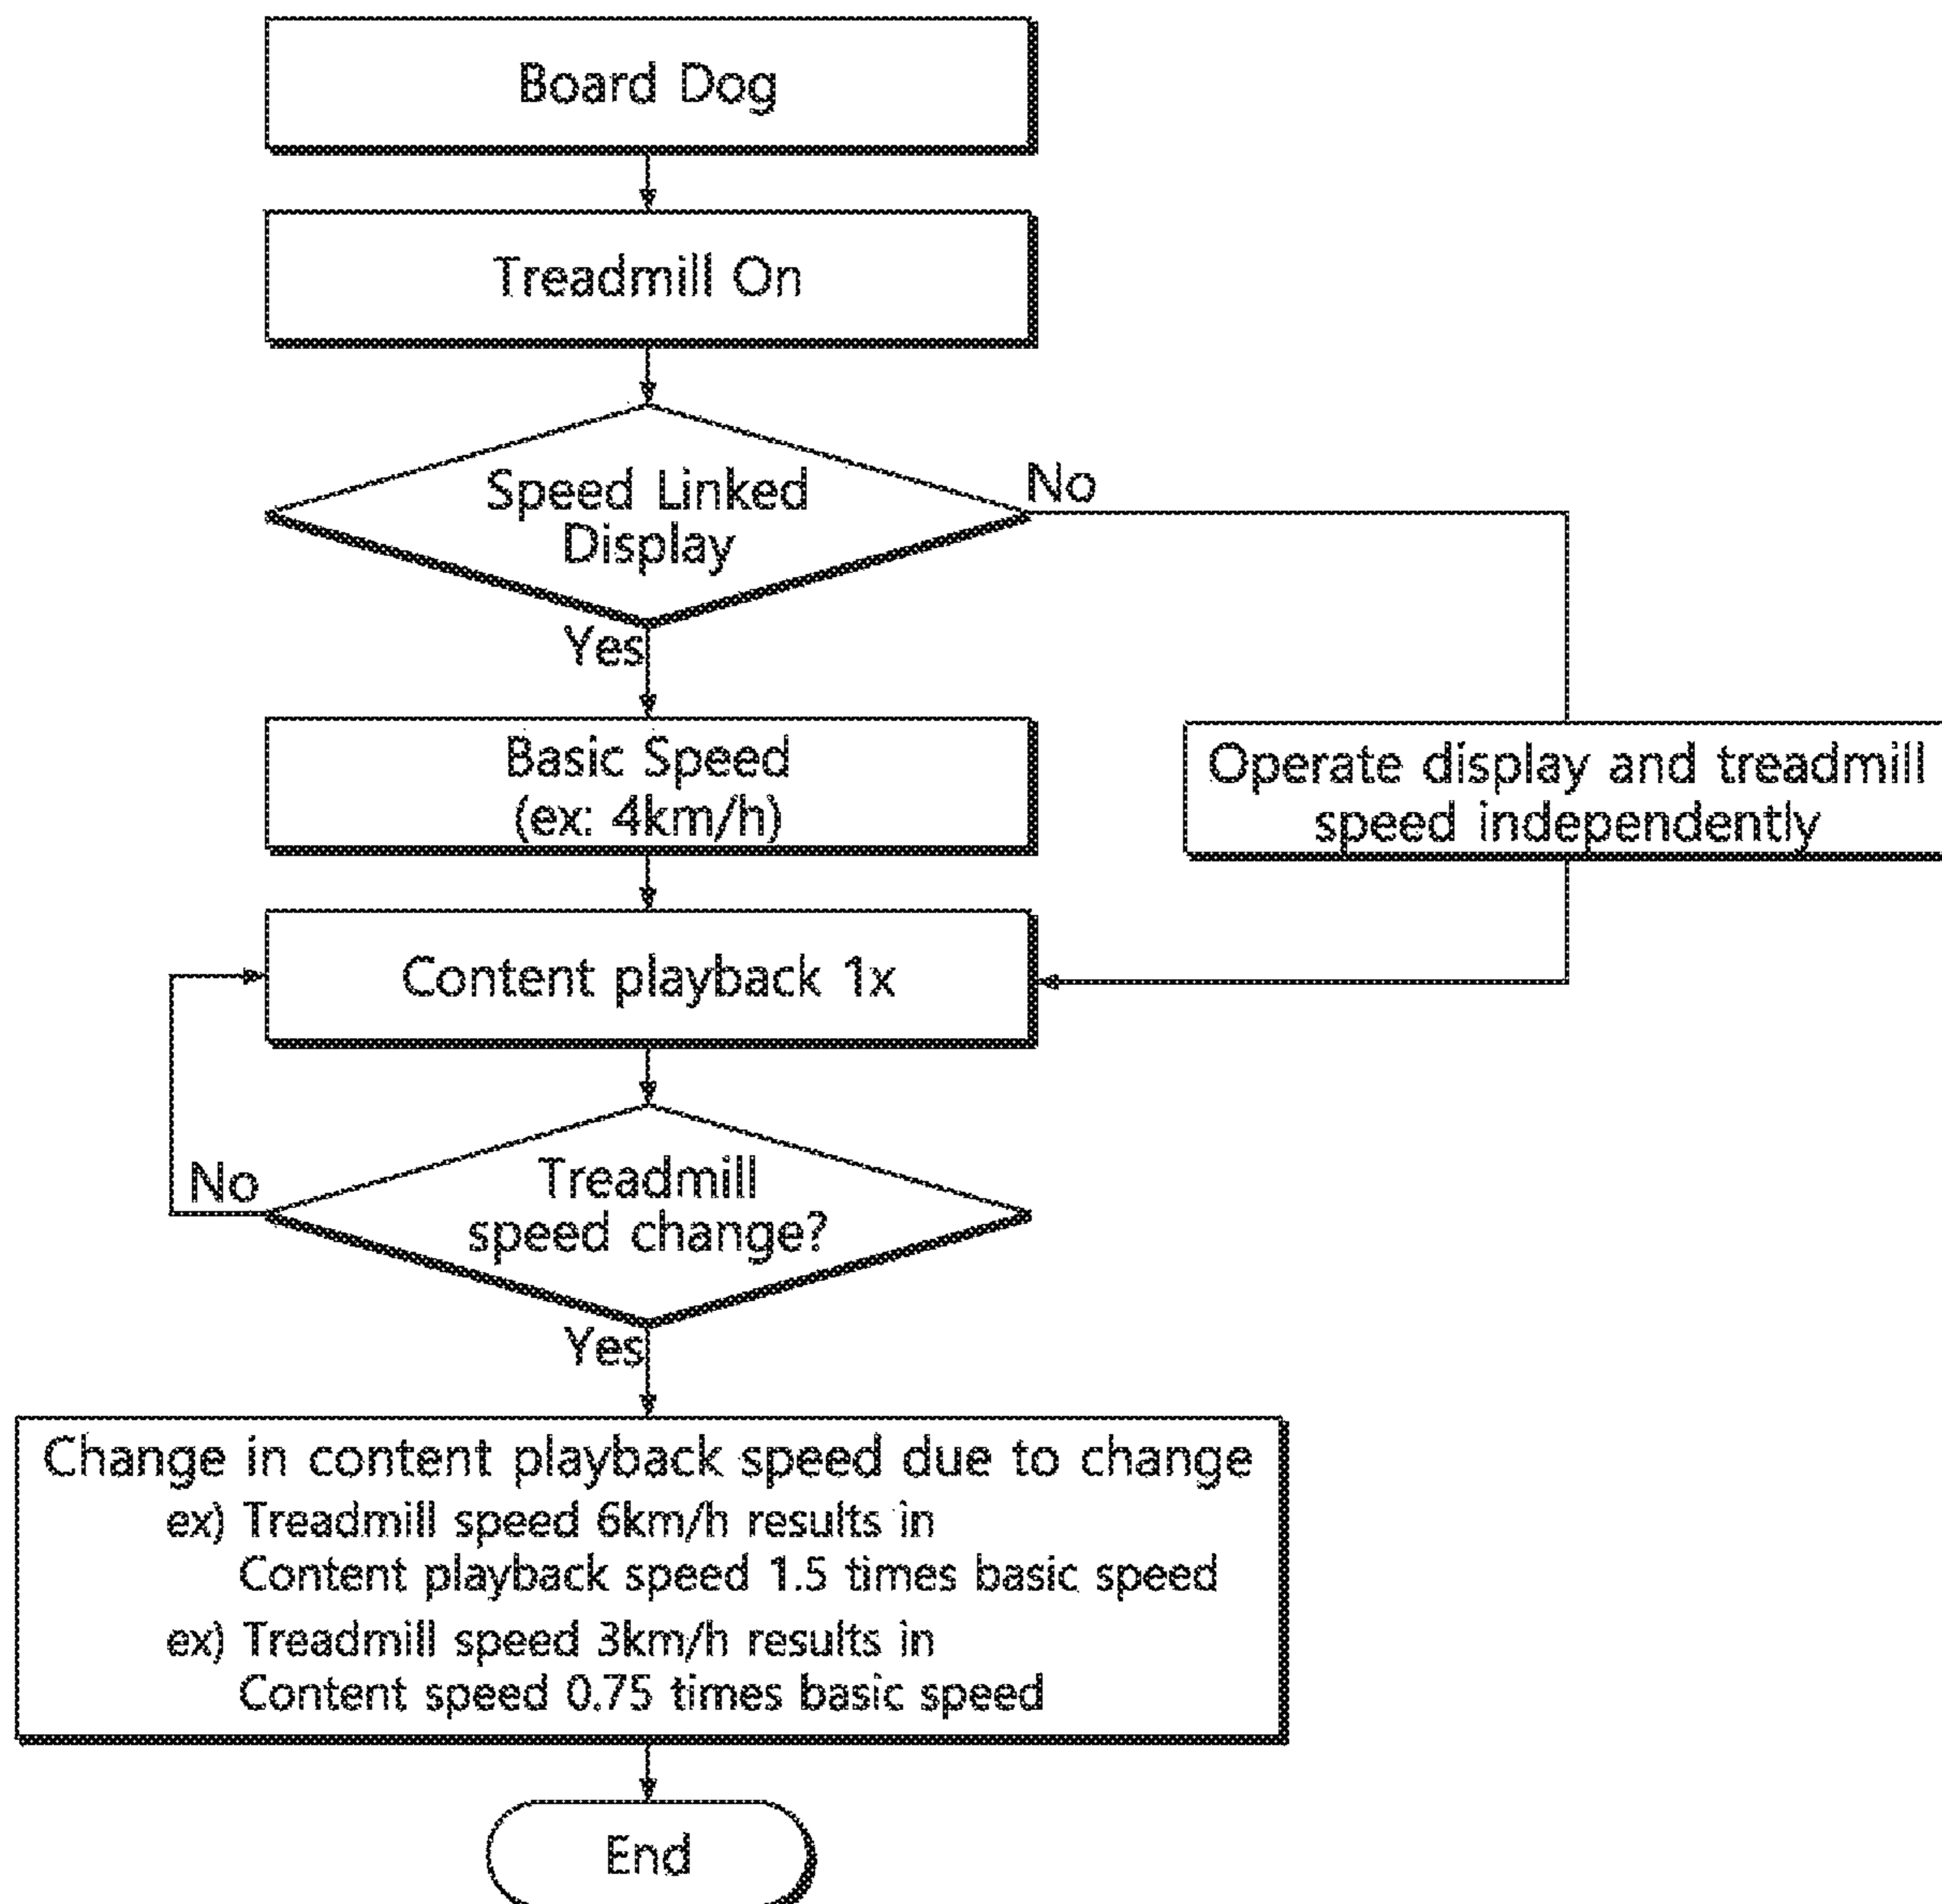 Board Dog
Treadmill On
Speed Linked
Display
No
Yes
Basic Speed
(ex: 4km/h)
Operate display and treadmill
speed independently
Content playback 1x
Treadmill
speed change?
No
Yes
Change in content playback speed due to change
ex) Treadmill speed 6km/h results in
Content playback speed 1.5 times basic speed
ex) Treadmill speed 3km/h results in
Content speed 0.75 times basic speed
End